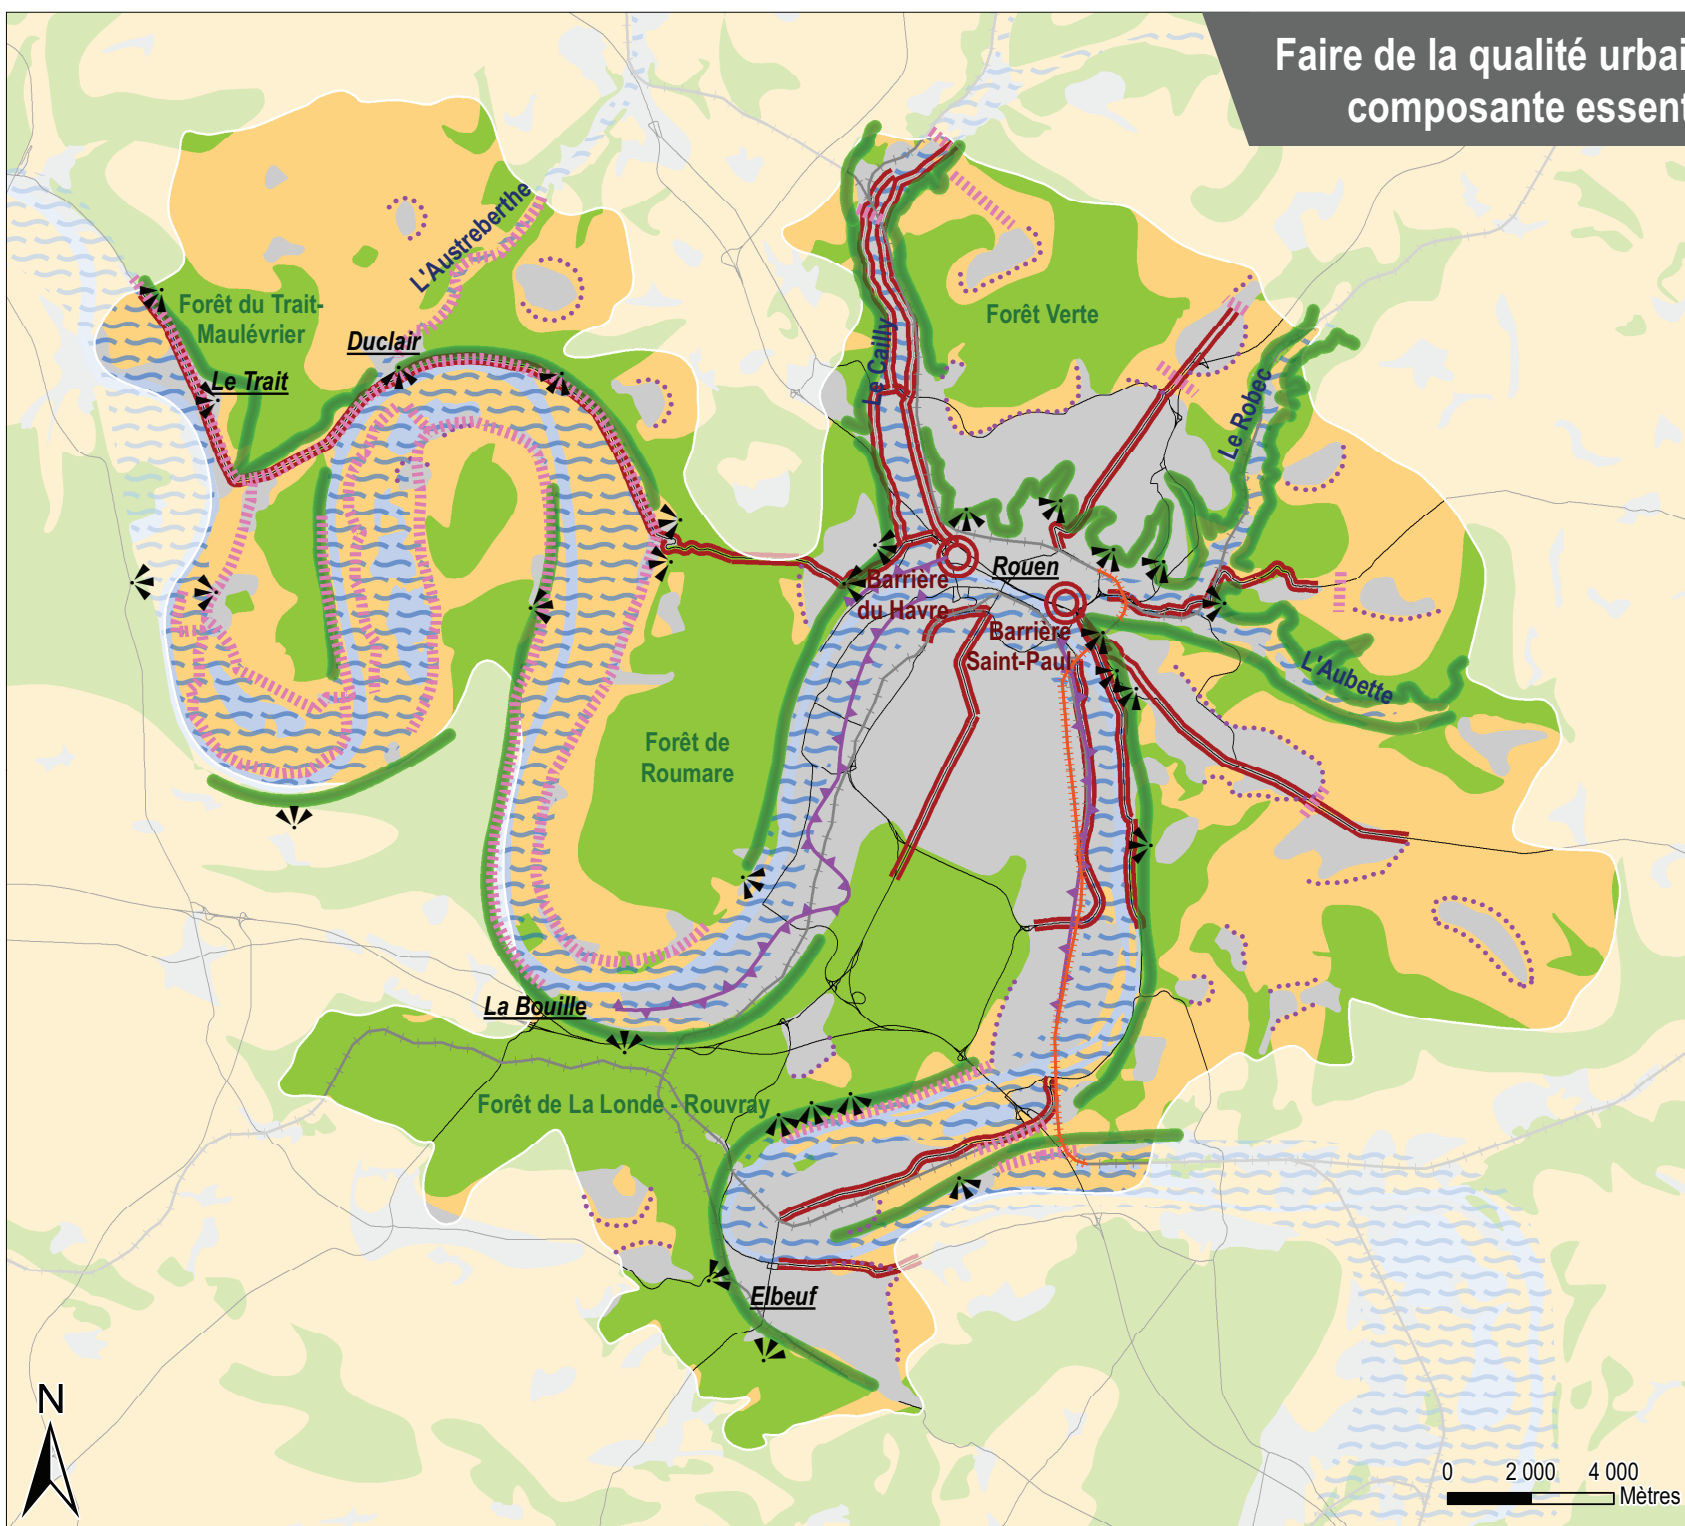 Faire de la qualité urbai
composante essent
L'Austreberthe
Forêt du Trait-
Maulévrier
Duclair
Le Trait
Le Cailly
Forêt Verte
Le Robec
Rouen
Barrière
du Havre
Barrière
Saint-Paul
L'Aubette
Forêt de
Roumare
La Bouille
Forêt de La Londe - Rouvray
Elbeuf
N
0 2 000 4 000
Mètres